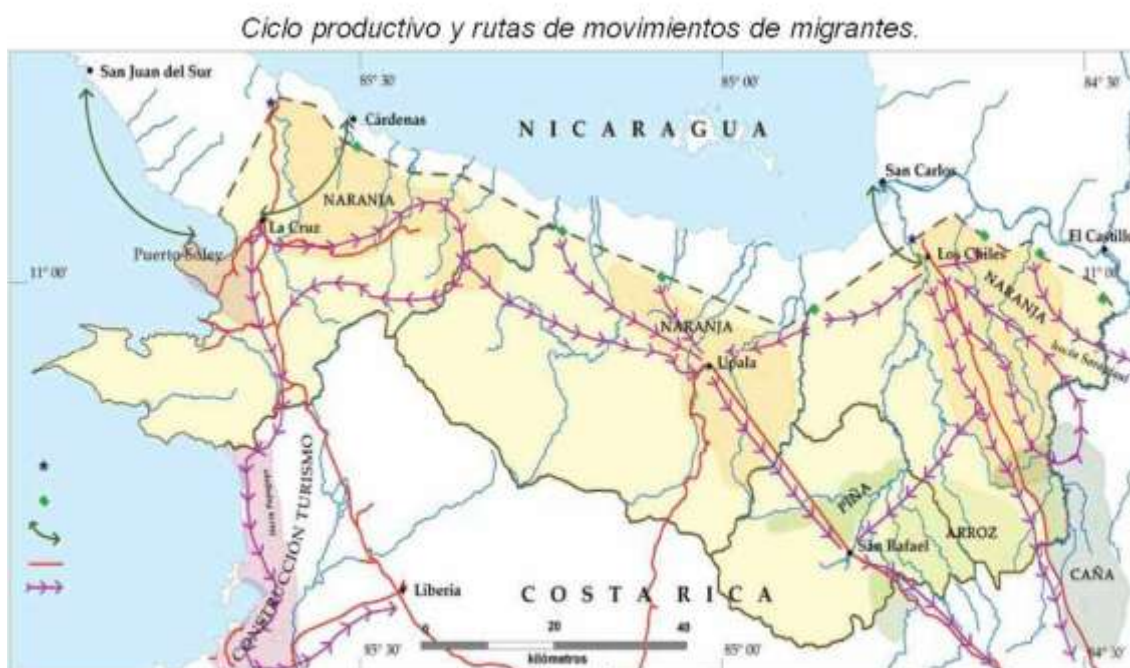 Ciclo productivo y rutas de movimientos de migrantes.
85° 30'
85° 00'
84° 30'
San Juan del Sur
Cárdenas
NICARAGUA
San Carlos
NARANJA
La Cruz
Puerto Soley
El Castillo
Los Chiles
11° 00'
11° 00'
NARANJA
NARANJA
Upala
hacia
CONSTRUCCIÓN TURISMO
PIÑA
ARROZ
San Rafael
CAÑA
Liberia
COSTA RICA
0 20 40
kilómetros
85° 30'
85° 00'
84° 30'